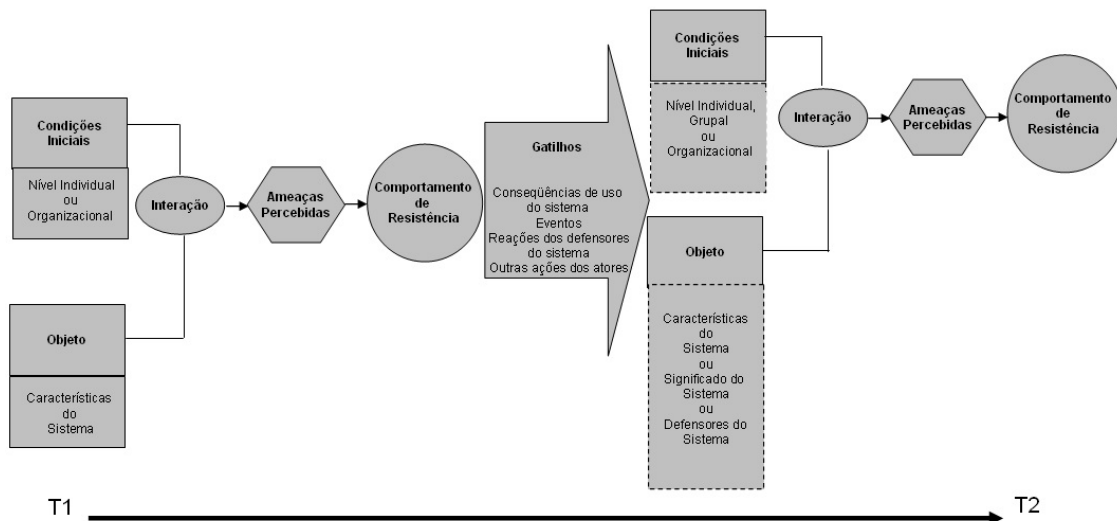 Condições
Iniciais
Nível Individual
ou
Organizacional
Objeto
Características
do
Sistema
Interação
Ameaças
Percebidas
Comportamento
de
Resistência
Gatilhos
Conseqüências de uso
do sistema
Eventos
Reações dos defensores
do sistema
Outras ações dos atores
Condições
Iniciais
Nível Individual,
Grupal
ou
Organizacional
Objeto
Características
do
Sistema
ou
Significado do
Sistema
ou
Defensores do
Sistema
Interação
Ameaças
Percebidas
Comportamento
de
Resistência
T1
T2